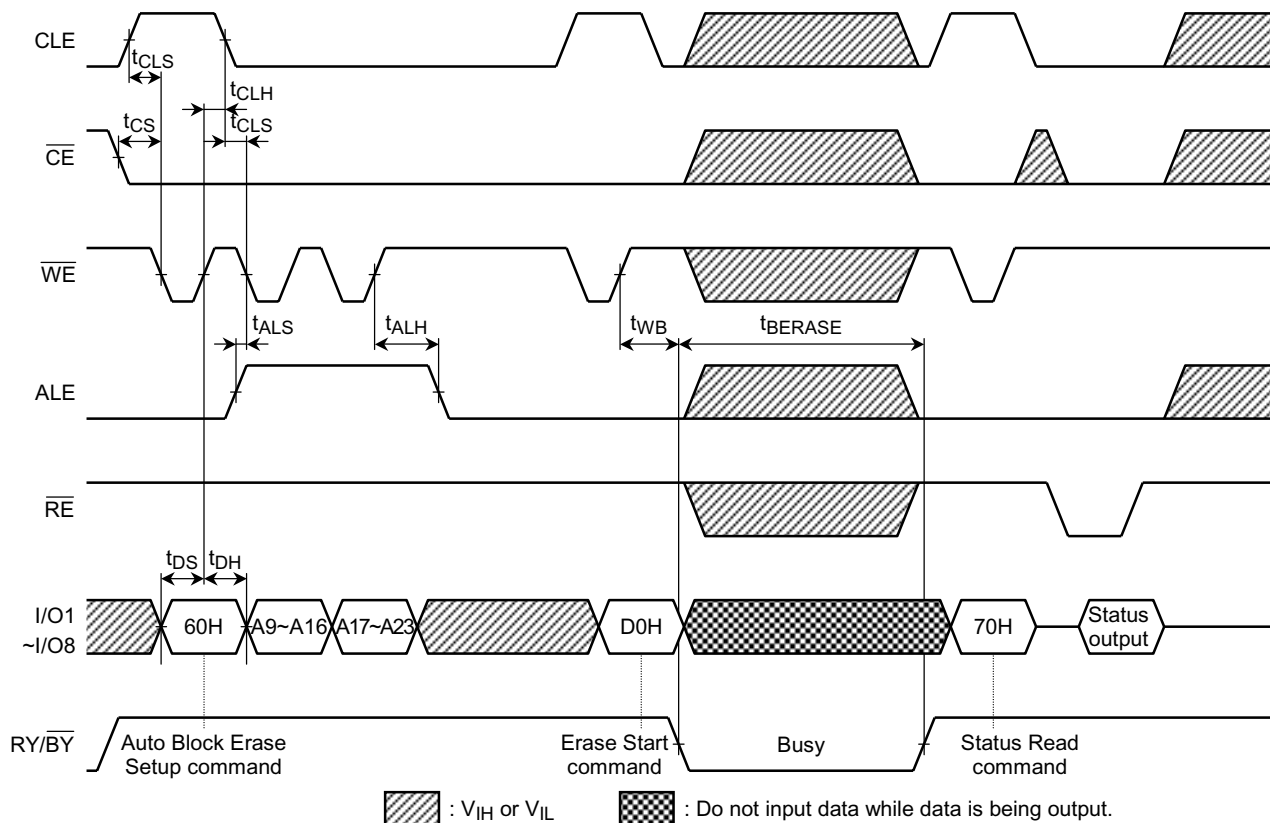 CLE
tCLS
tCLH
tCS
tCLS
CE
WE
tALS
tALH
tWB
tBERASE
ALE
RE
tDS
tDH
I/O1
~I/O8
60H
A9~A16
A17~A23
D0H
70H
Status
output
RY/BY
Auto Block Erase
Setup command
Erase Start
command
Busy
Status Read
command
: VIH or VIL
: Do not input data while data is being output.